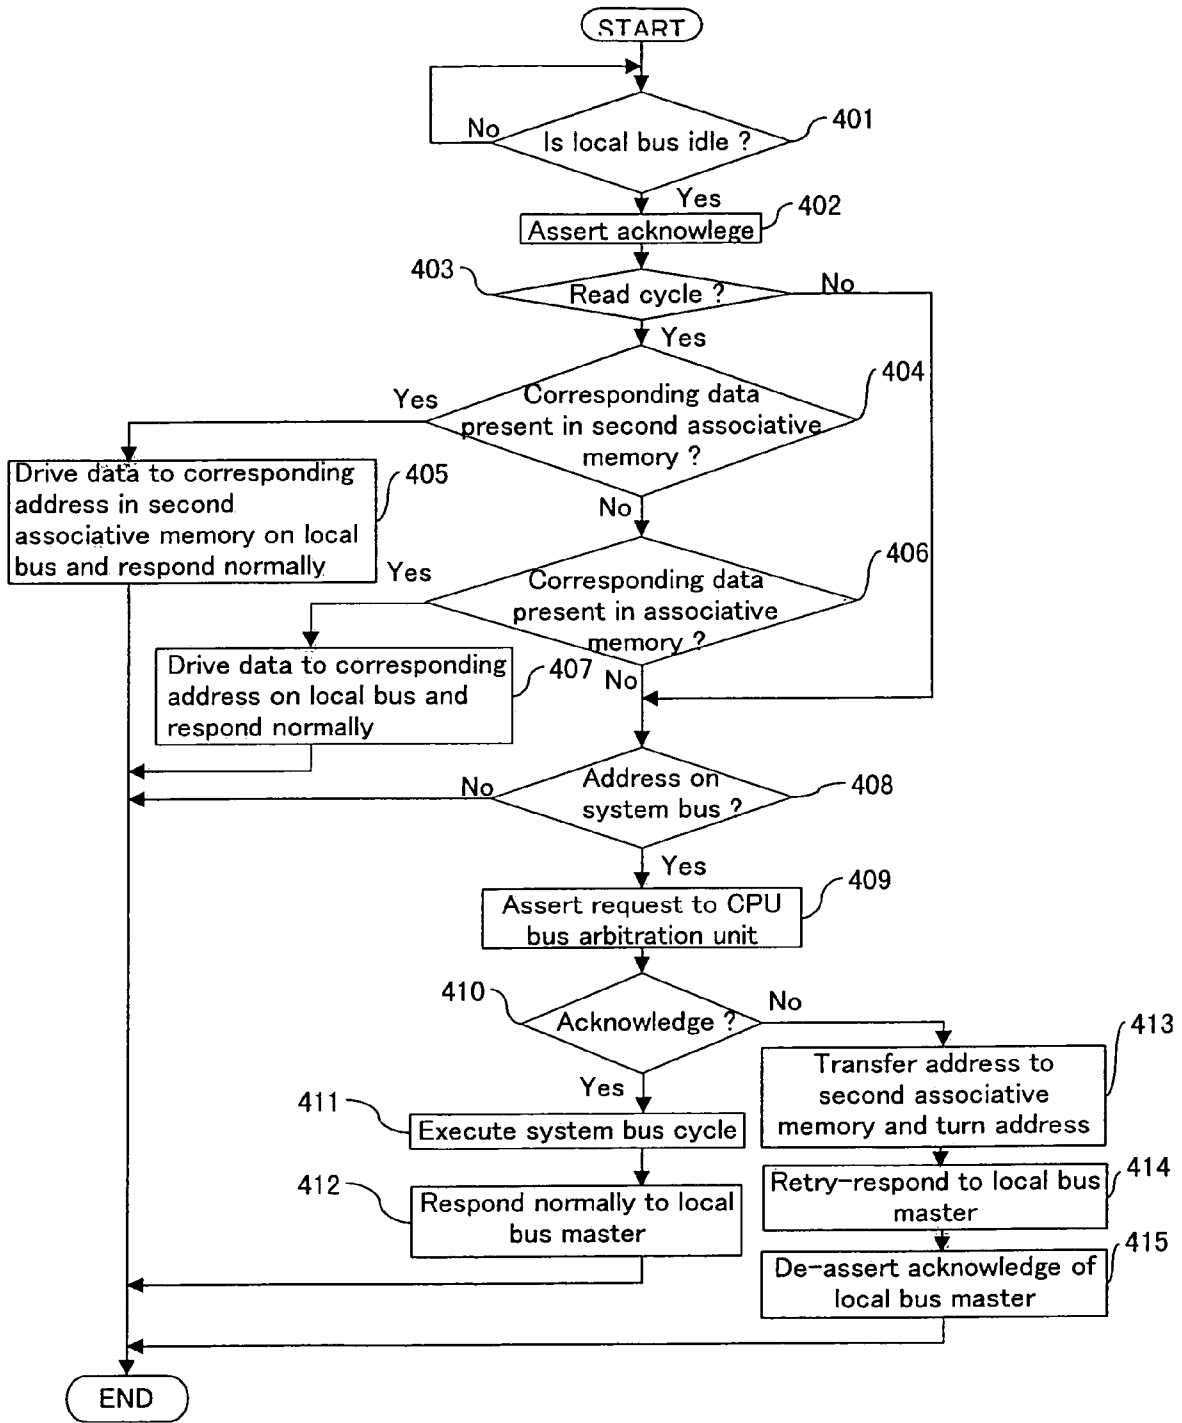 START
No
Is local bus idle ?
401
Yes
402
Assert acknowlege
403
Read cycle ?
No
Yes
404
Yes
Corresponding data
present in second associative
memory ?
405
Drive data to corresponding
address in second
associative memory on local
bus and respond normally
No
406
Yes
Corresponding data
present in associative
memory ?
407
Drive data to corresponding
address on local bus and
respond normally
No
408
No
Address on
system bus ?
Yes
409
Assert request to CPU
bus arbitration unit
410
Acknowledge ?
No
413
Transfer address to
second associative
memory and turn address
Yes
411
Execute system bus cycle
414
Retry-respond to local bus
master
412
Respond normally to local
bus master
415
De-assert acknowledge of
local bus master
END